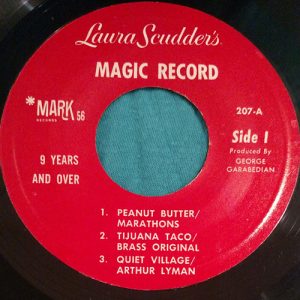 Laura Scudder's
MAGIC RECORD
*MARK 56
RECORDS
207-A
Side 1
Produced By
GEORGE
GARABEDIAN
9 YEARS
AND OVER
1. PEANUT BUTTER/
MARATHONS
2. TIJUANA TACO/
BRASS ORIGINAL
3. QUIET VILLAGE/
ARTHUR LYMAN